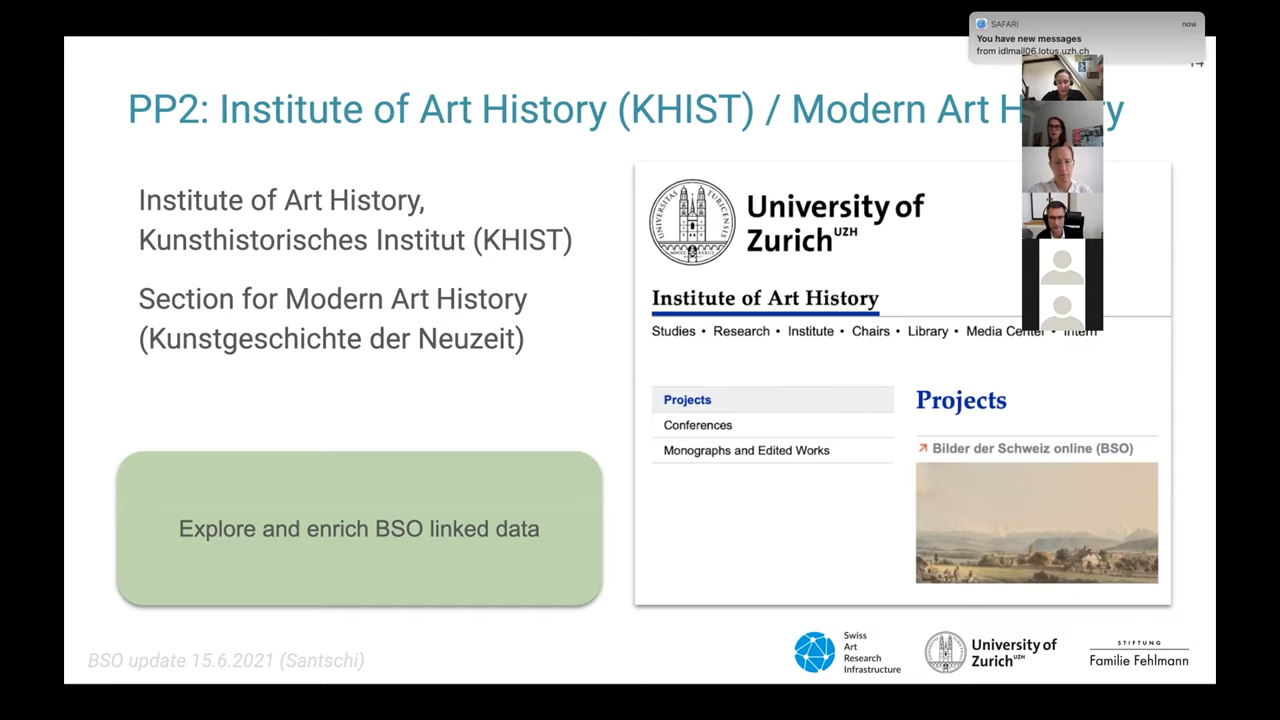 SAFARI
now
You have new messages
from idlmail06.lotus.uzh.ch
14
PP2: Institute of Art History (KHIST) / Modern Art H y
Institute of Art History,
Kunsthistorisches Institut (KHIST)
Section for Modern Art History
(Kunstgeschichte der Neuzeit)
Explore and enrich BSO linked data
UNIVERSITAS TURICENSIS
University of
Zurich UZH
Institute of Art History
Studies • Research • Institute • Chairs • Library • Media Center • Intern
Projects
Conferences
Monographs and Edited Works
Projects
Bilder der Schweiz online (BSO)
BSO update 15.6.2021 (Santschi)
Swiss
Art
Research
Infrastructure
University of
Zurich UZH
STIFTUNG
Familie Fehlmann